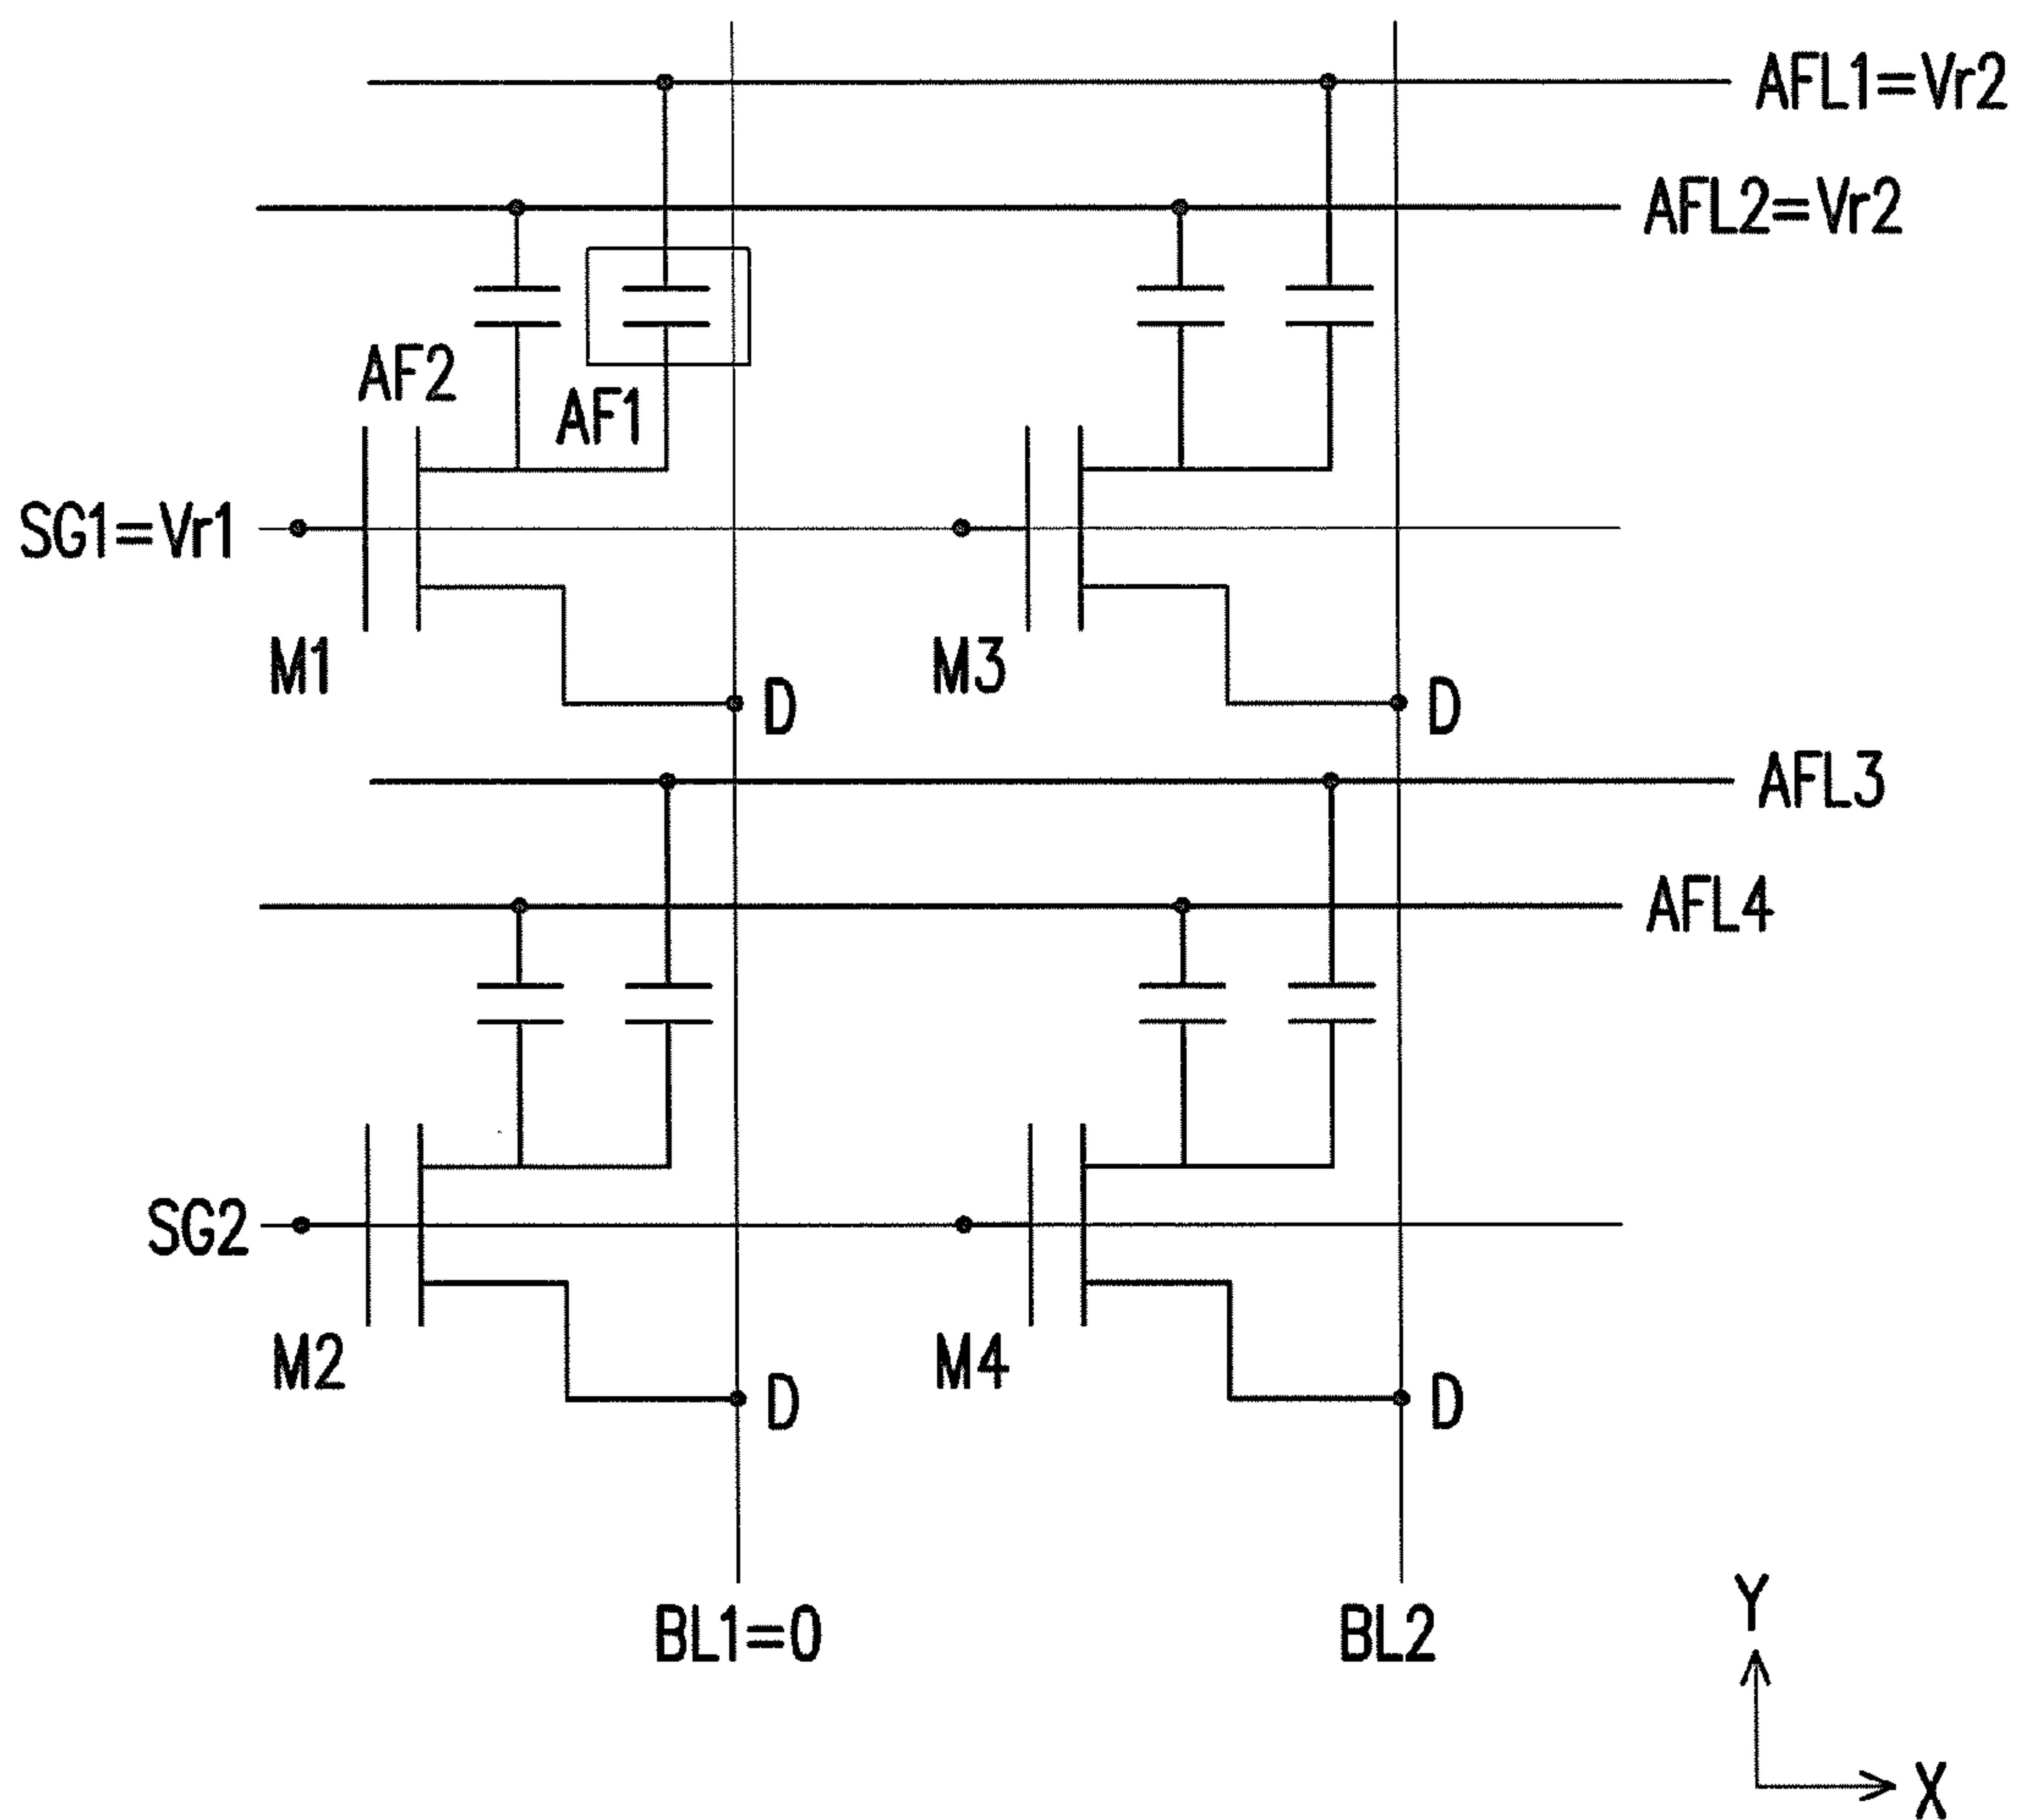 AFL1=Vr2
AFL2=Vr2
AF2
AF1
SG1=Vr1
M1
M3
D
D
AFL3
AFL4
SG2
M2
M4
D
D
BL1=0
BL2
Y
X